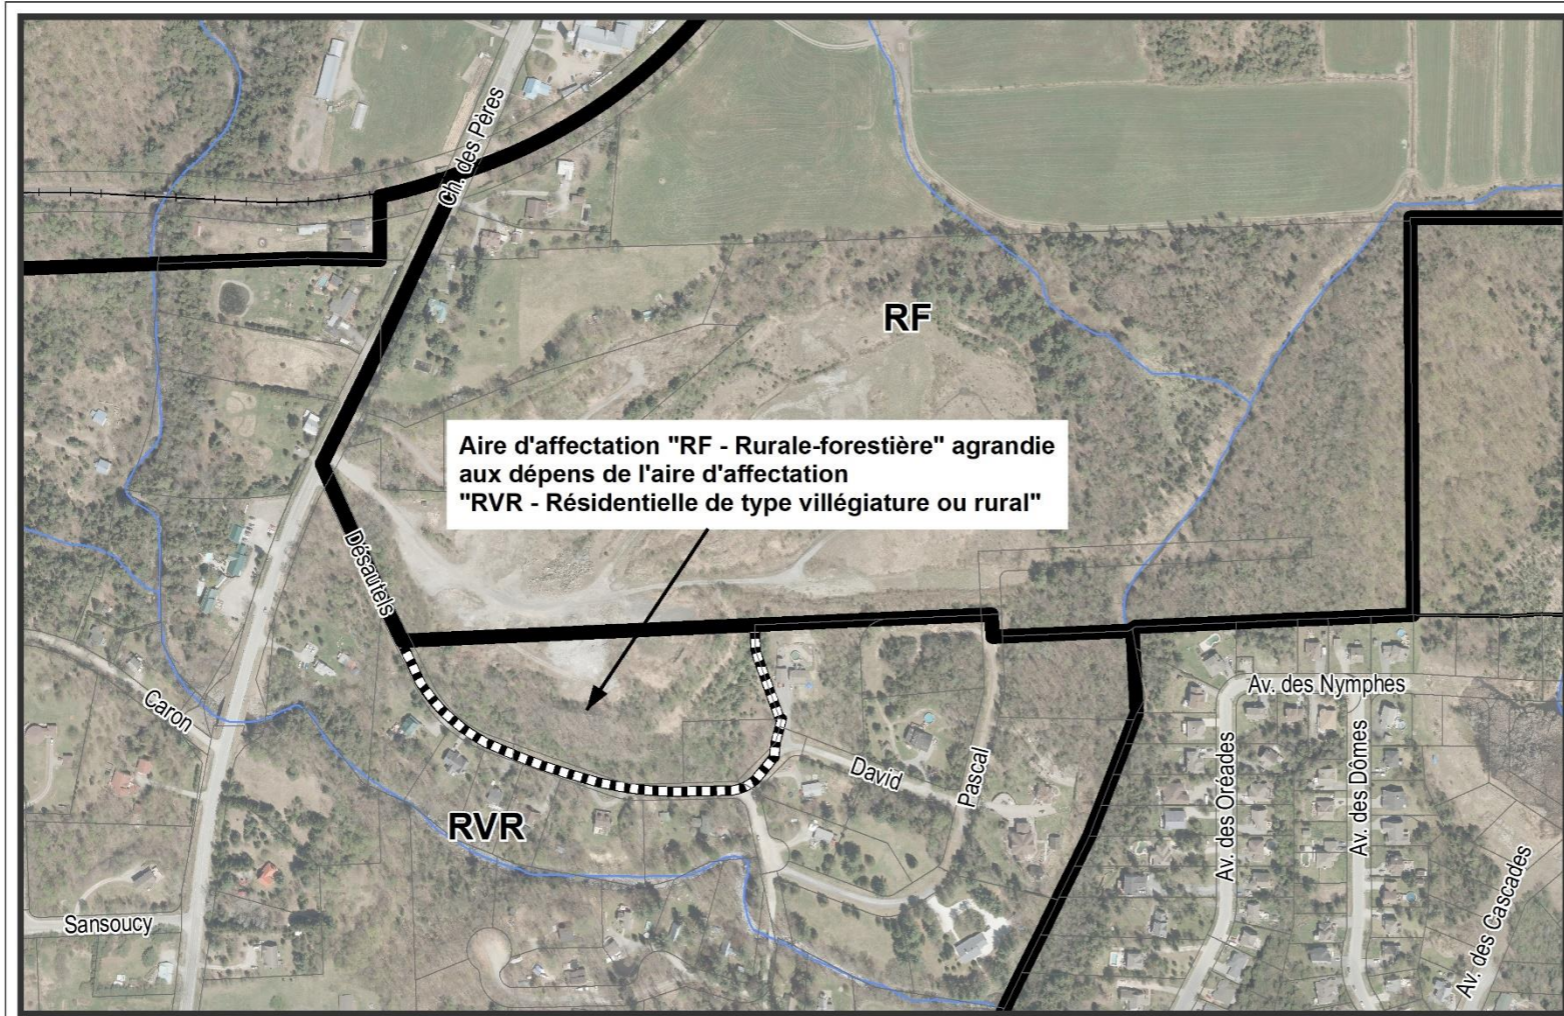 Ch. des Pères
RF
Aire d'affectation "RF - Rurale-forestière" agrandie
aux dépens de l'aire d'affectation
"RVR - Résidentielle de type villégiature ou rural"
Désautels
Caron
Av. des Nymphes
David
Pascal
Av. des Oréades
Av. des Dômes
RVR
Sansoucy
Av. des Cascades